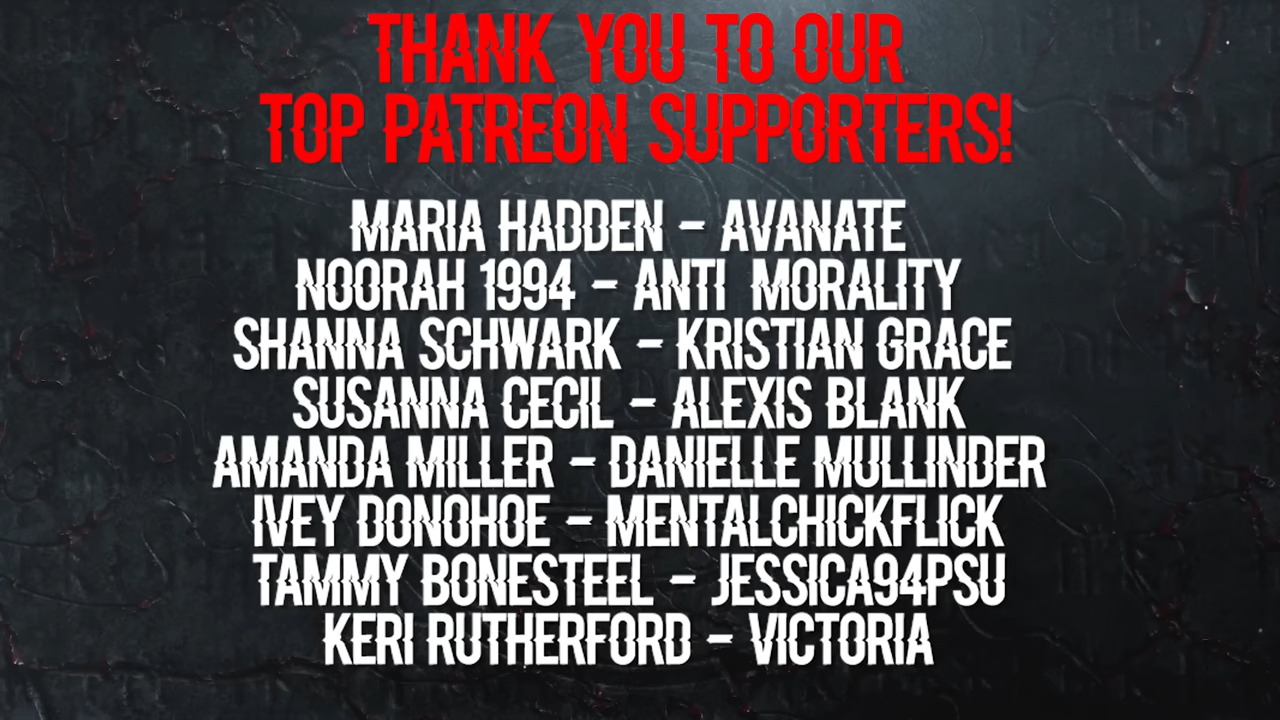 THANK YOU TO OUR
TOP PATREON SUPPORTERS!
MARIA HADDEN - AVANATE
NOORAH 1994 - ANTI MORALITY
SHANNA SCHWARK - KRISTIAN GRACE
SUSANNA CECIL - ALEXIS BLANK
AMANDA MILLER - DANIELLE MULLINDER
IVEY DONOHOE - MENTALCHICKFLICK
TAMMY BONESTEEL - JESSICA94PSU
KERI RUTHERFORD - VICTORIA